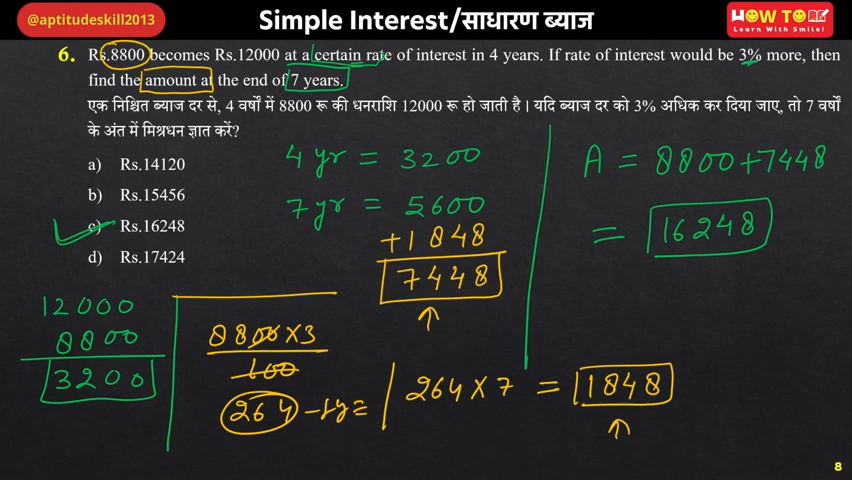 @aptitudeskill2013
Simple Interest/साधारण ब्याज
HOW TO
Learn With Smile!
6. Rs.8800 becomes Rs.12000 at a certain rate of interest in 4 years. If rate of interest would be 3% more, then
find the amount at the end of 7 years.
एक निश्चित ब्याज दर से, 4 वर्षों में 8800 रू की धनराशि 12000 रू हो जाती है। यदि ब्याज दर को 3% अधिक कर दिया जाए, तो 7 वर्षों
के अंत में मिश्रधन ज्ञात करें?
a) Rs.14120
b) Rs.15456
c) Rs.16248
d) Rs.17424
4 yr = 3200
7 yr = 5600
+1848
7448
A = 8800+7448
= 16248
12000
8800
3200
8800×3
100
264 - 1y =
264 × 7 = 1848
8